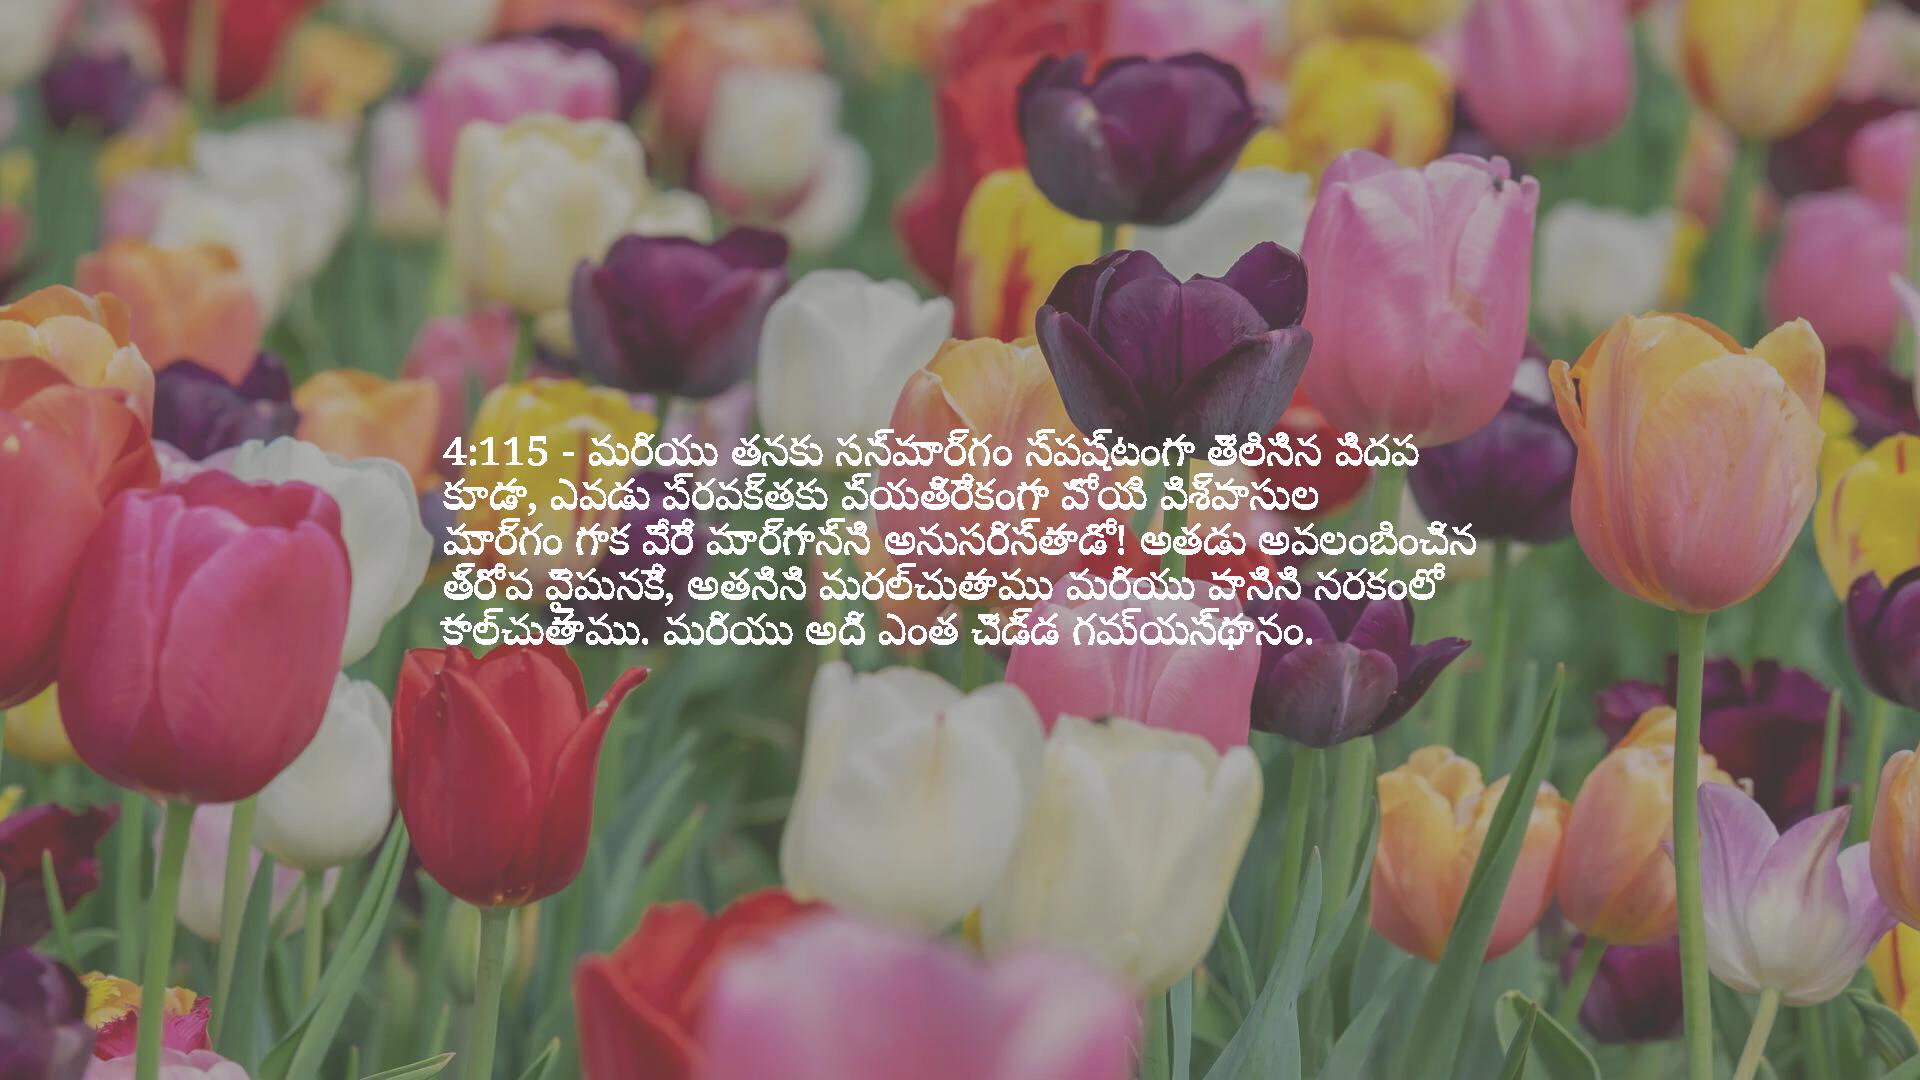 4:115 - మరియు తనకు సన్‌మార్‌గం స్‌పష్‌టంగా తెలిసిన పిదప
కూడా, ఎవడు ప్‌రవక్‌తకు వ్‌యతిరేకంగా పోయి విశ్‌వాసుల
మార్‌గం గాక వేరే మార్‌గాన్‌ని అనుసరిస్‌తాడో! అతడు అవలంబించిన
త్‌రోవ వైపునకే, అతనిని మరల్‌చుతాము మరియు వానిని నరకంలో
కాల్‌చుతాము. మరియు అది ఎంత చెడ్‌డ గమ్‌యస్‌థానం.